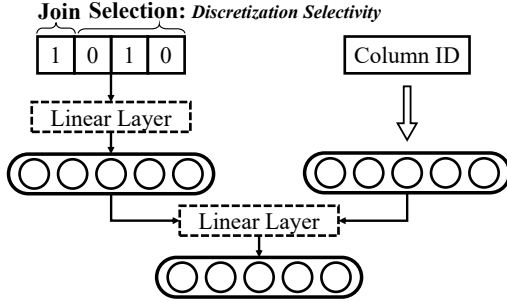 Join Selection: Discretization Selectivity
1 0 1 0
Column ID
Linear Layer
Linear Layer